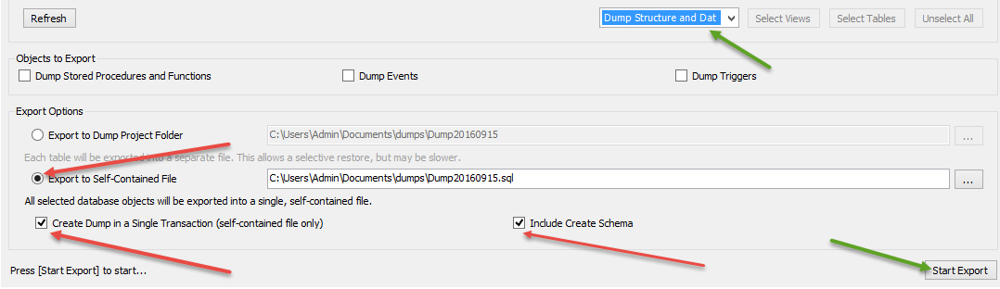 Refresh
Dump Structure and Dat
Select Views
Select Tables
Unselect All
Objects to Export
Dump Stored Procedures and Functions
Dump Events
Dump Triggers
Export Options
Export to Dump Project Folder
C:\Users\Admin\Documents\dumps\Dump20160915
...
Each table will be exported into a separate file. This allows a selective restore, but may be slower.
Export to Self-Contained File
C:\Users\Admin\Documents\dumps\Dump20160915.sql
...
All selected database objects will be exported into a single, self-contained file.
Create Dump in a Single Transaction (self-contained file only)
Include Create Schema
Press [Start Export] to start...
Start Export